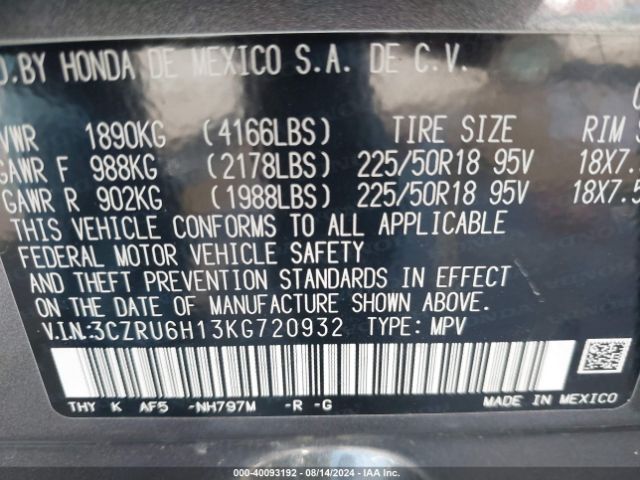 D.BY HONDA DE MEXICO S.A. DE C.V.
VWR 1890KG (4166LBS) TIRE SIZE RIM S
GAWR F 988KG (2178LBS) 225/50R18 95V 18X7.
GAWR R 902KG (1988LBS) 225/50R18 95V 18X7.5
THIS VEHICLE CONFORMS TO ALL APPLICABLE
FEDERAL MOTOR VEHICLE SAFETY
AND THEFT PREVENTION STANDARDS IN EFFECT
ON THE DATE OF MANUFACTURE SHOWN ABOVE.
V.I.N:3CZRU6H13KG720932 TYPE: MPV
THY K AF5 -NH797M -R -G MADE IN MEXICO
000-40093192 - 08/14/2024 - IAA Inc.